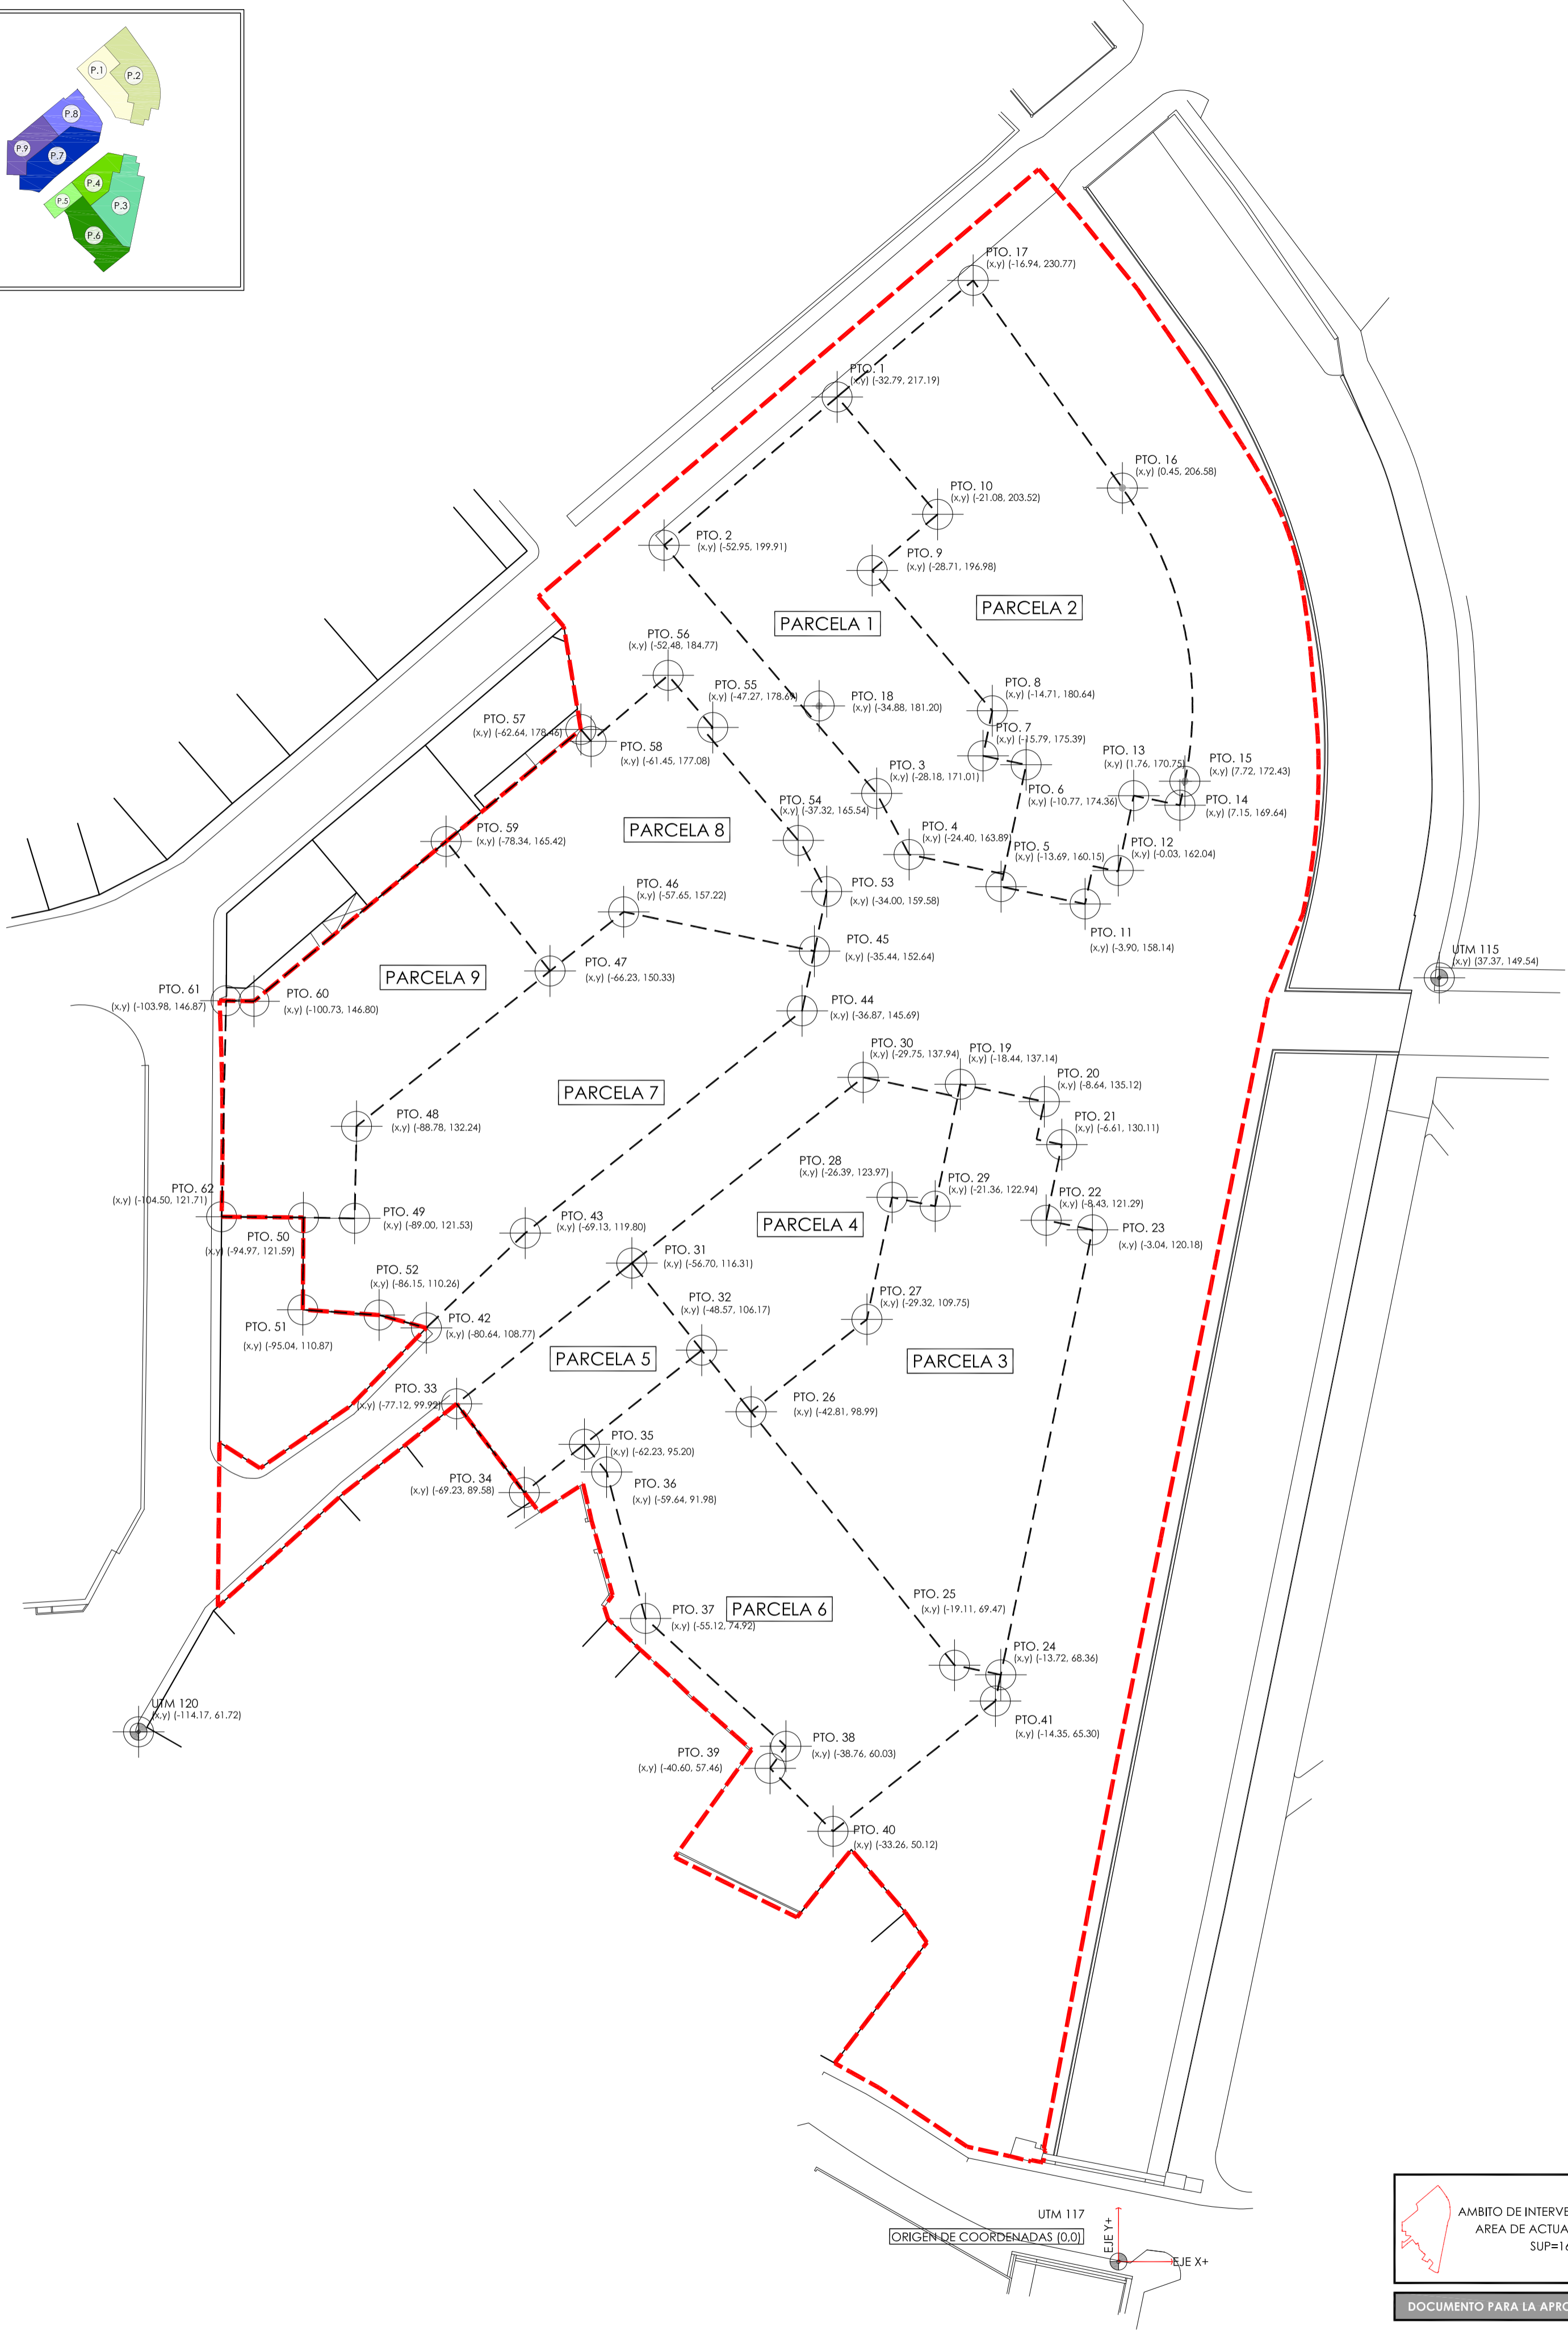 P.1
P.2
P.8
P.9
P.7
P.4
P.5
P.3
P.6
PTO. 17
(x,y) (-16.94, 230.77)
PTO. 1
(x,y) (-32.79, 217.19)
PTO. 16
(x,y) (0.45, 206.58)
PTO. 10
(x,y) (-21.08, 203.52)
PTO. 2
(x,y) (-52.95, 199.91)
PTO. 9
(x,y) (-28.71, 196.98)
PARCELA 2
PARCELA 1
PTO. 56
(x,y) (-52.48, 184.77)
PTO. 55
(x,y) (-47.27, 178.69)
PTO. 8
(x,y) (-14.71, 180.64)
PTO. 18
(x,y) (-34.88, 181.20)
PTO. 57
(x,y) (-62.64, 178.46)
PTO. 7
(x,y) (-15.79, 175.39)
PTO. 58
(x,y) (-61.45, 177.08)
PTO. 13
(x,y) (1.76, 170.75)
PTO. 15
(x,y) (7.72, 172.43)
PTO. 3
(x,y) (-28.18, 171.01)
PTO. 6
(x,y) (-10.77, 174.36)
PTO. 14
(x,y) (7.15, 169.64)
PTO. 54
(x,y) (-37.32, 165.54)
PARCELA 8
PTO. 59
(x,y) (-78.34, 165.42)
PTO. 4
(x,y) (-24.40, 163.89)
PTO. 5
(x,y) (-13.69, 160.15)
PTO. 12
(x,y) (-0.03, 162.04)
PTO. 46
(x,y) (-57.65, 157.22)
PTO. 53
(x,y) (-34.00, 159.58)
PTO. 11
(x,y) (-3.90, 158.14)
PTO. 45
(x,y) (-35.44, 152.64)
UTM 115
(x,y) (37.37, 149.54)
PTO. 47
(x,y) (-66.23, 150.33)
PARCELA 9
PTO. 61
(x,y) (-103.98, 146.87)
PTO. 60
(x,y) (-100.73, 146.80)
PTO. 44
(x,y) (-36.87, 145.69)
PTO. 30
(x,y) (-29.75, 137.94)
PTO. 19
(x,y) (-18.44, 137.14)
PTO. 20
(x,y) (-8.64, 135.12)
PARCELA 7
PTO. 48
(x,y) (-88.78, 132.24)
PTO. 21
(x,y) (-6.61, 130.11)
PTO. 28
(x,y) (-26.39, 123.97)
PTO. 29
(x,y) (-21.36, 122.94)
PTO. 62
(x,y) (-104.50, 121.71)
PTO. 22
(x,y) (-8.43, 121.29)
PTO. 49
(x,y) (-89.00, 121.53)
PTO. 43
(x,y) (-69.13, 119.80)
PARCELA 4
PTO. 23
(x,y) (-3.04, 120.18)
PTO. 50
(x,y) (-94.97, 121.59)
PTO. 31
(x,y) (-56.70, 116.31)
PTO. 52
(x,y) (-86.15, 110.26)
PTO. 32
(x,y) (-48.57, 106.17)
PTO. 27
(x,y) (-29.32, 109.75)
PTO. 42
(x,y) (-80.64, 108.77)
PTO. 51
(x,y) (-95.04, 110.87)
PARCELA 5
PARCELA 3
PTO. 33
(x,y) (-77.12, 99.92)
PTO. 26
(x,y) (-42.81, 98.99)
PTO. 35
(x,y) (-62.23, 95.20)
PTO. 34
(x,y) (-69.23, 89.58)
PTO. 36
(x,y) (-59.64, 91.98)
PTO. 25
(x,y) (-19.11, 69.47)
PTO. 37
(x,y) (-55.12, 74.92)
PARCELA 6
PTO. 24
(x,y) (-13.72, 68.36)
UTM 120
(x,y) (-114.17, 61.72)
PTO.41
(x,y) (-14.35, 65.30)
PTO. 38
(x,y) (-38.76, 60.03)
PTO. 39
(x,y) (-40.60, 57.46)
PTO. 40
(x,y) (-33.26, 50.12)
UTM 117
ORIGEN DE COORDENADAS (0,0)
EJE Y+
EJE X+
AMBITO DE INTERVE
AREA DE ACTUA
SUP=16
DOCUMENTO PARA LA APRO